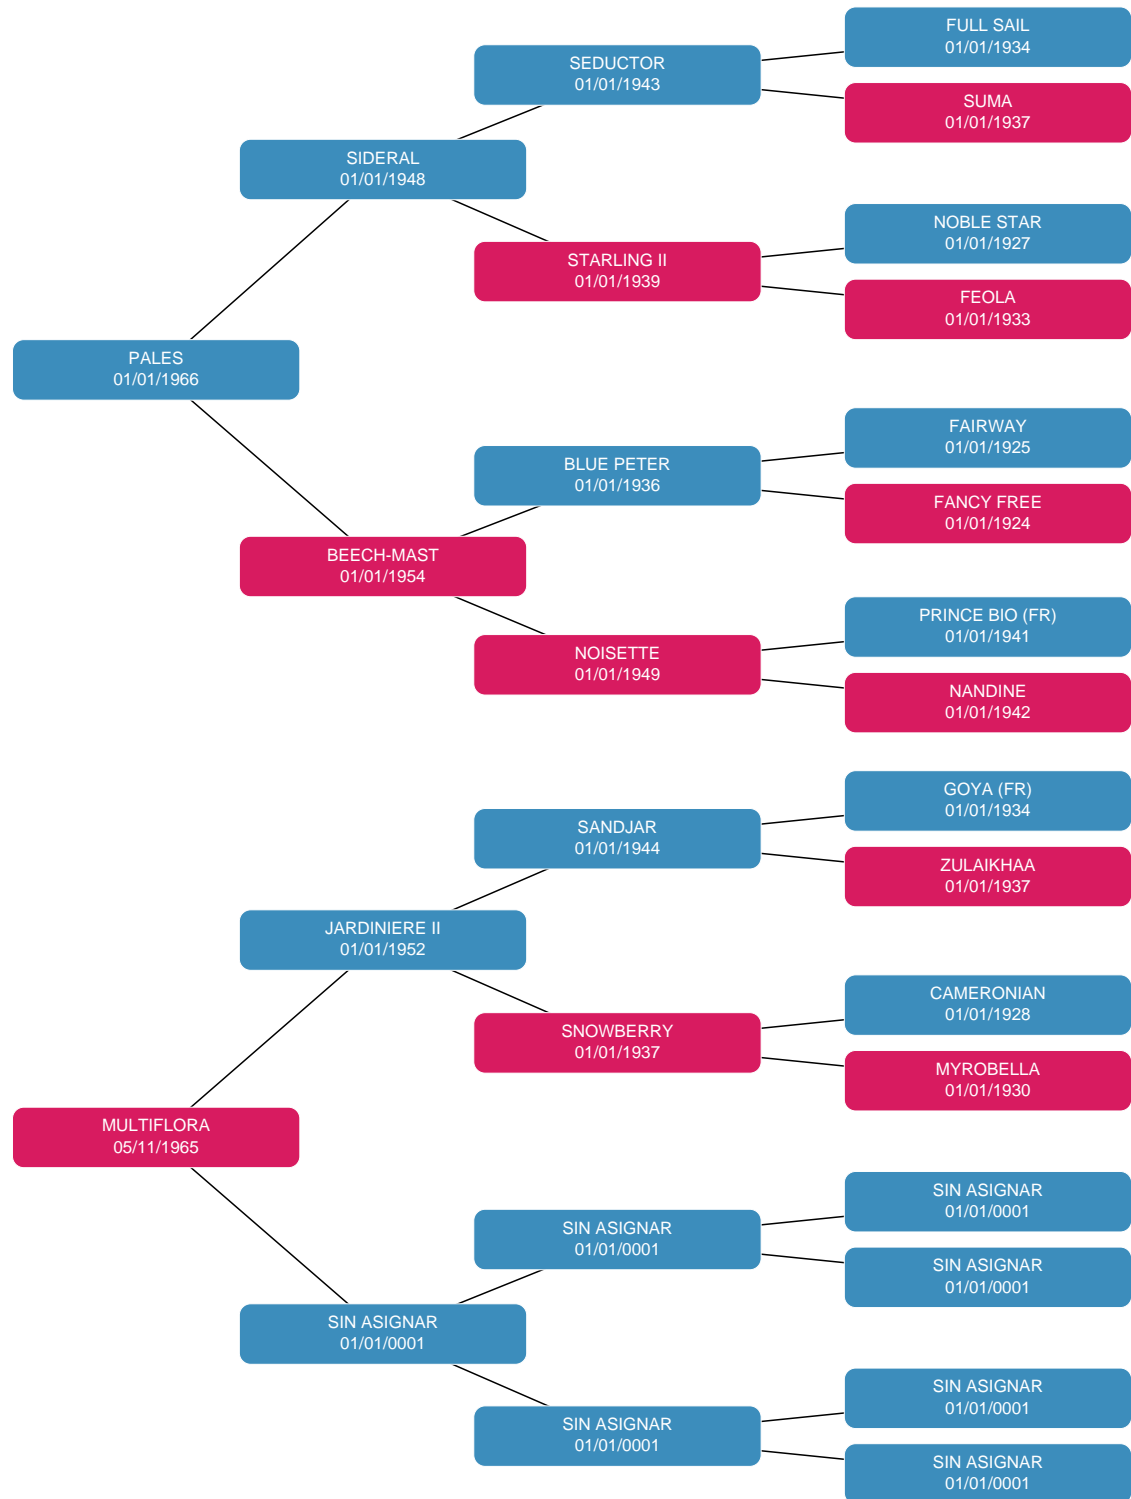 FULL SAIL
01/01/1934
SEDUCTOR
01/01/1943
SUMA
01/01/1937
SIDERAL
01/01/1948
NOBLE STAR
01/01/1927
STARLING II
01/01/1939
FEOLA
01/01/1933
PALES
01/01/1966
FAIRWAY
01/01/1925
BLUE PETER
01/01/1936
FANCY FREE
01/01/1924
BEECH-MAST
01/01/1954
PRINCE BIO (FR)
01/01/1941
NOISETTE
01/01/1949
NANDINE
01/01/1942
GOYA (FR)
01/01/1934
SANDJAR
01/01/1944
ZULAIKHAA
01/01/1937
JARDINIERE II
01/01/1952
CAMERONIAN
01/01/1928
SNOWBERRY
01/01/1937
MYROBELLA
01/01/1930
MULTIFLORA
05/11/1965
SIN ASIGNAR
01/01/0001
SIN ASIGNAR
01/01/0001
SIN ASIGNAR
01/01/0001
SIN ASIGNAR
01/01/0001
SIN ASIGNAR
01/01/0001
SIN ASIGNAR
01/01/0001
SIN ASIGNAR
01/01/0001